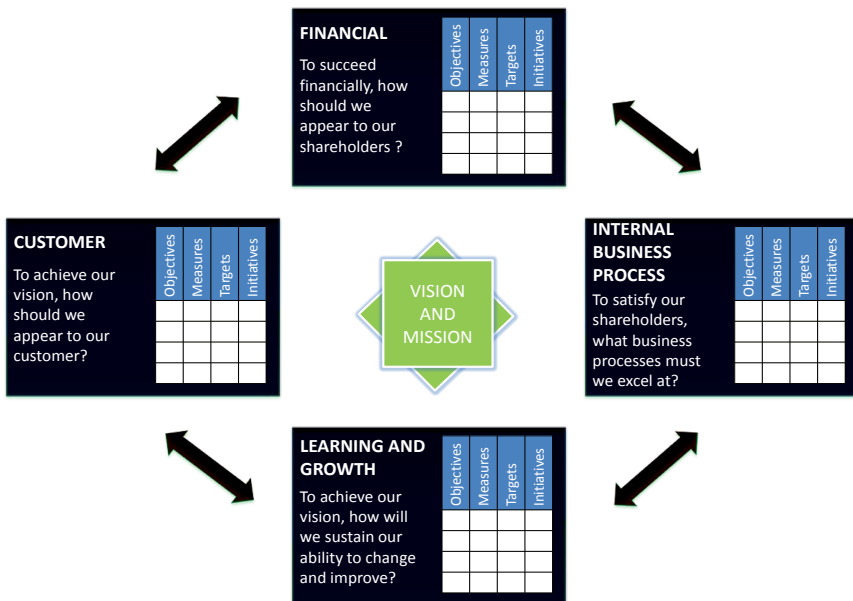 FINANCIAL
To succeed
financially, how
should we
appear to our
shareholders ?
Objectives
Measures
Targets
Initiatives
CUSTOMER
To achieve our
vision, how
should we
appear to our
customer?
Objectives
Measures
Targets
Initiatives
VISION
AND
MISSION
INTERNAL
BUSINESS
PROCESS
To satisfy our
shareholders,
what business
processes must
we excel at?
Objectives
Measures
Targets
Initiatives
LEARNING AND
GROWTH
To achieve our
vision, how will
we sustain our
ability to change
and improve?
Objectives
Measures
Targets
Initiatives